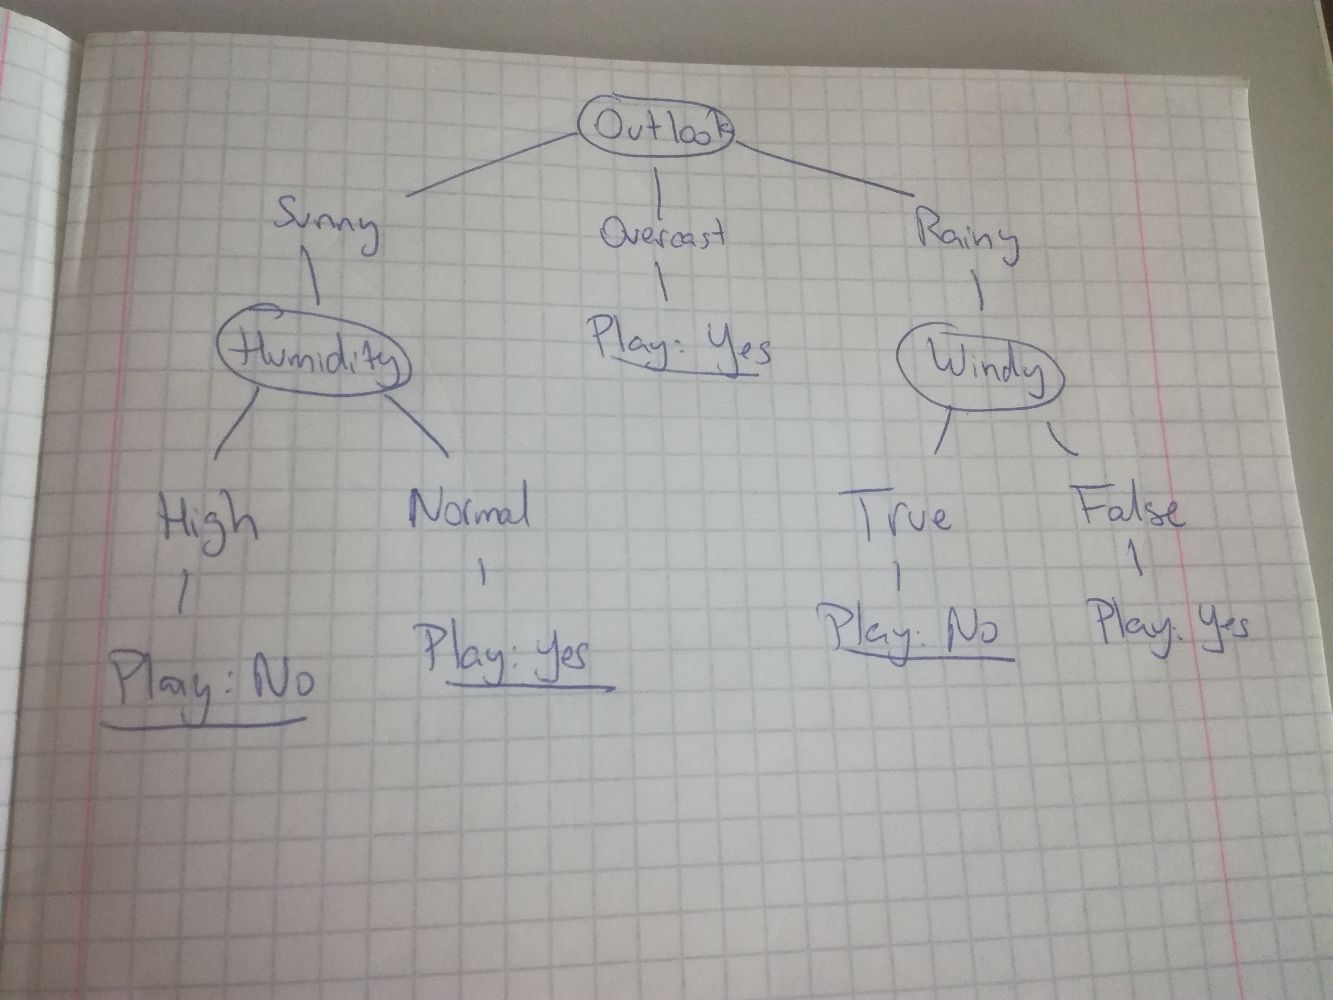 Outlook
Sunny Overcast Rainy
Humidity Play: Yes Windy
High Normal True False
Play: No Play: Yes Play: No Play: Yes